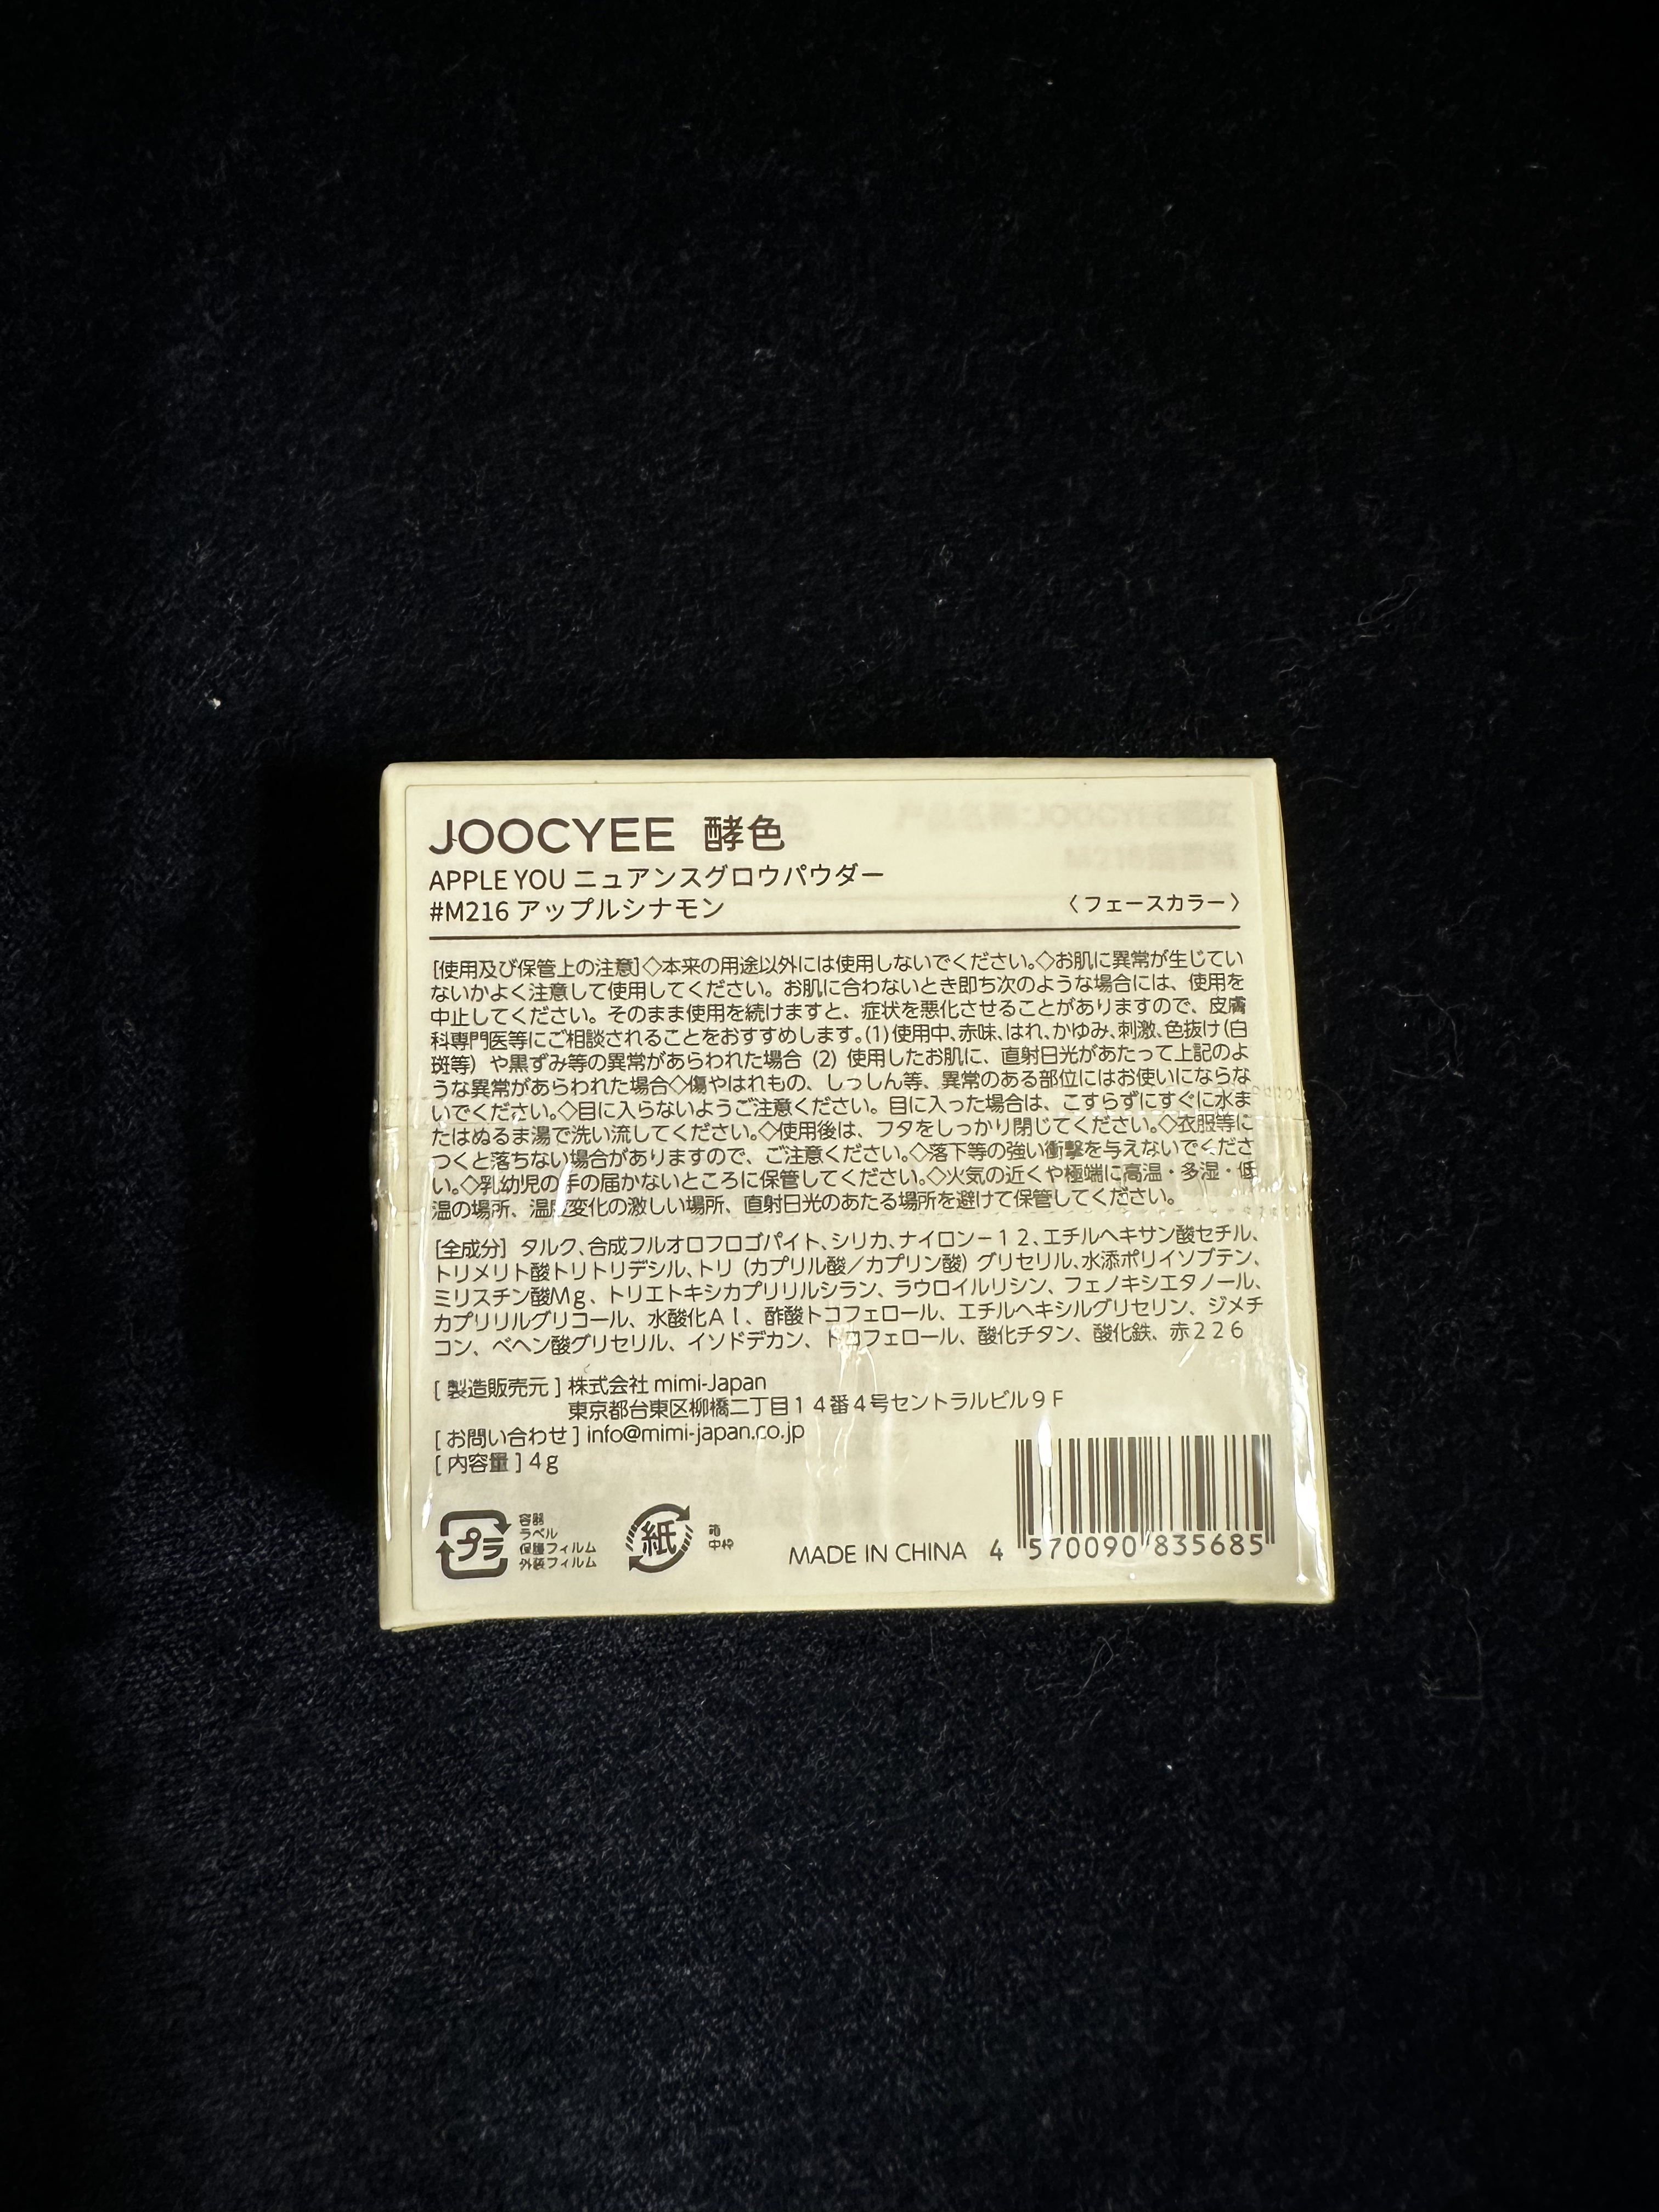 JOOCYEE 酵色
APPLE YOU ニュアンスグロウパウダー
#M216 アップルシナモン 〈フェースカラー〉
[使用及び保管上の注意]◇本来の用途以外には使用しないでください。◇お肌に異常が生じてい
ないかよく注意して使用してください。お肌に合わないとき即ち次のような場合には、使用を
中止してください。そのまま使用を続けますと、症状を悪化させることがありますので、皮膚
科専門医等にご相談されることをおすすめします。(1)使用中、赤味、はれ、かゆみ、刺激、色抜け(白
斑等) や黒ずみ等の異常があらわれた場合 (2) 使用したお肌に、直射日光があたって上記のよ
うな異常があらわれた場合◇傷やはれもの、しっしん等、異常のある部位にはお使いにならな
いでください。◇目に入らないようご注意ください。目に入った場合は、こすらずにすぐに水ま
たはぬるま湯で洗い流してください。◇使用後は、フタをしっかり閉じてください。◇衣服等に
つくと落ちない場合がありますので、ご注意ください。◇落下等の強い衝撃を与えないでくださ
い。◇乳幼児の手の届かないところに保管してください。◇火気の近くや極端に高温・多湿・低
温の場所、温度変化の激しい場所、直射日光のあたる場所を避けて保管してください。
[全成分] タルク、合成フルオロフロゴパイト、シリカ、ナイロン－１２、エチルヘキサン酸セチル、
トリメリト酸トリトリデシル、トリ (カプリル酸／カプリン酸) グリセリル、水添ポリイソブテン、
ミリスチン酸Ｍｇ、トリエトキシカプリリルシラン、ラウロイルリシン、フェノキシエタノール、
カプリリルグリコール、水酸化Ａｌ、酢酸トコフェロール、エチルヘキシルグリセリン、ジメチ
コン、ベヘン酸グリセリル、イソドデカン、トコフェロール、酸化チタン、酸化鉄、赤２２６
[ 製造販売元 ] 株式会社 mimi-Japan
東京都台東区柳橋二丁目１４番４号セントラルビル９Ｆ
[ お問い合わせ ] info@mimi-japan.co.jp
[ 内容量 ] 4g
プラ
容器
ラベル
保護フィルム
外装フィルム
紙
箱
中枠
MADE IN CHINA 4 570090 835685